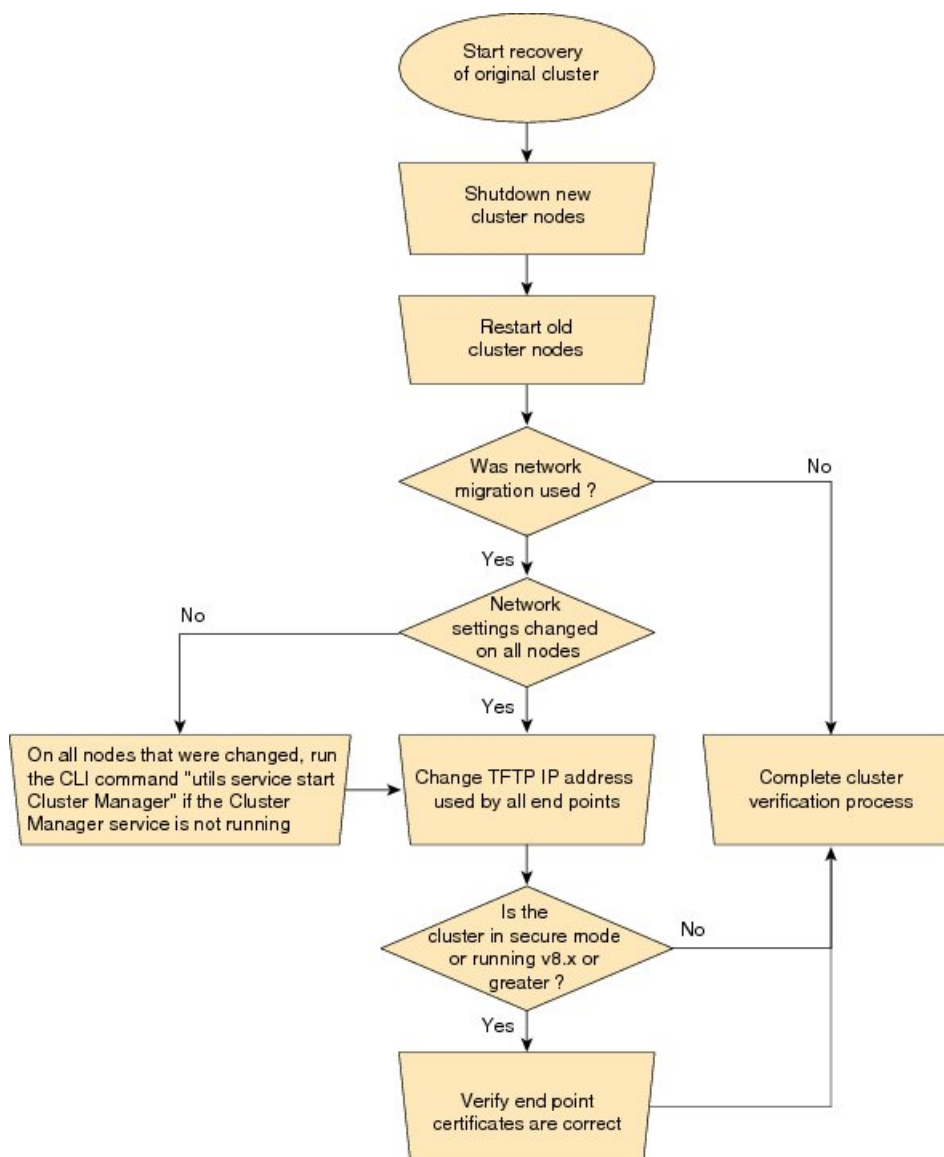 Start recovery
of original cluster
Shutdown new
cluster nodes
Restart old
cluster nodes
Was network
migration used ?
No
Yes
Network
settings changed
on all nodes
No
Yes
On all nodes that were changed, run
the CLI command "utils service start
Cluster Manager" if the Cluster
Manager service is not running
Change TFTP IP address
used by all end points
Complete cluster
verification process
Is the
cluster in secure mode
or running v8.x or
greater ?
No
Yes
Verify end point
certificates are correct